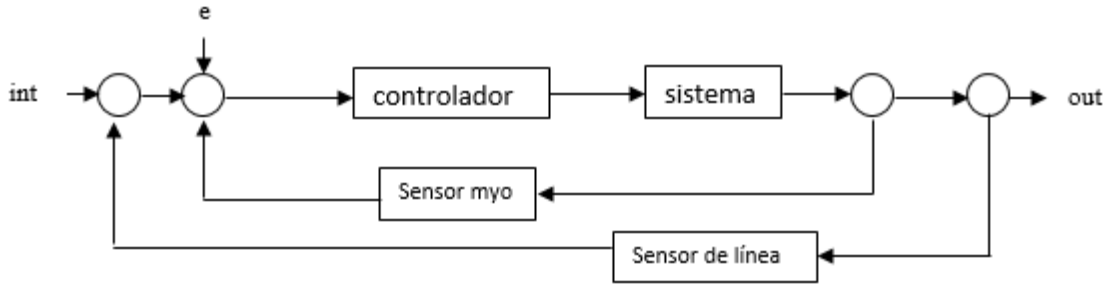 e
int
controlador
sistema
out
Sensor myo
Sensor de línea